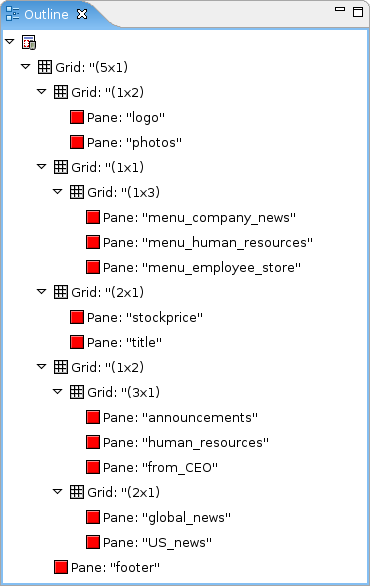 Outline
Grid: "(5x1)
Grid: "(1x2)
Pane: "logo"
Pane: "photos"
Grid: "(1x1)
Grid: "(1x3)
Pane: "menu_company_news"
Pane: "menu_human_resources"
Pane: "menu_employee_store"
Grid: "(2x1)
Pane: "stockprice"
Pane: "title"
Grid: "(1x2)
Grid: "(3x1)
Pane: "announcements"
Pane: "human_resources"
Pane: "from_CEO"
Grid: "(2x1)
Pane: "global_news"
Pane: "US_news"
Pane: "footer"